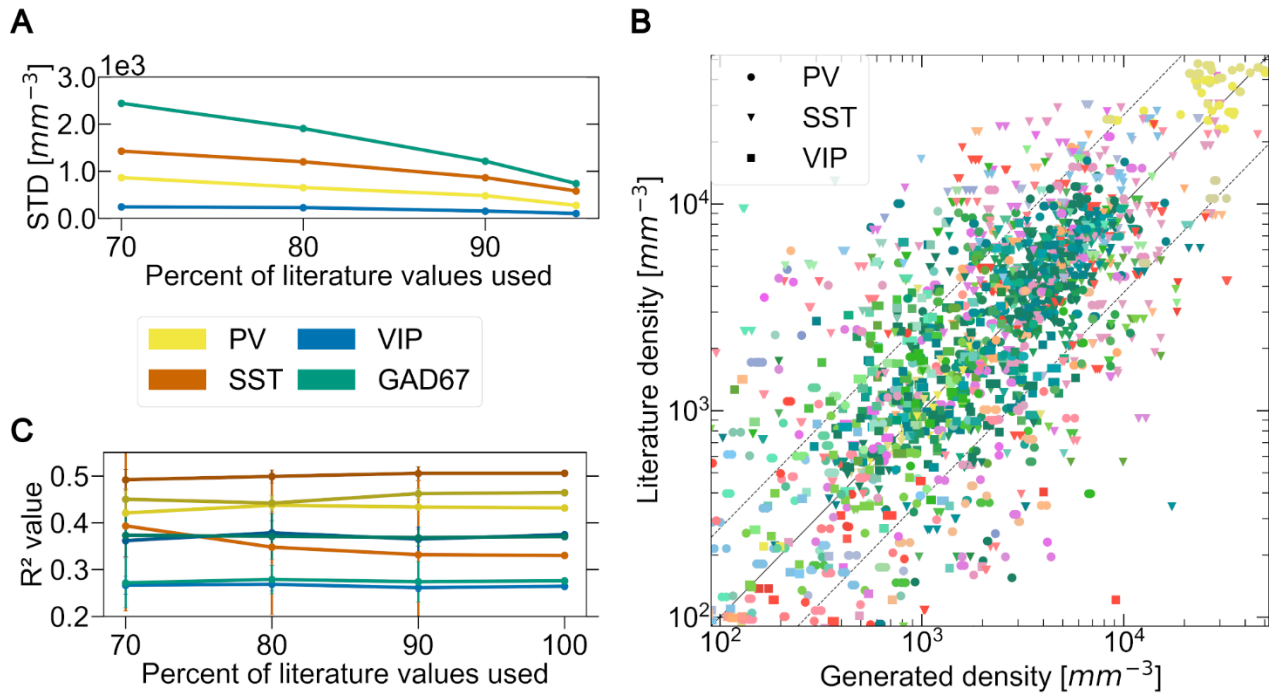 A
1e3
STD [mm⁻³]
3.0
2.0
1.0
0.0
70
80
90
Percent of literature values used
PV
VIP
SST
GAD67
C
R² value
0.5
0.4
0.3
0.2
70
80
90
100
Percent of literature values used
B
PV
SST
VIP
Literature density [mm⁻³]
10⁴
10³
10²
10²
10³
10⁴
Generated density [mm⁻³]